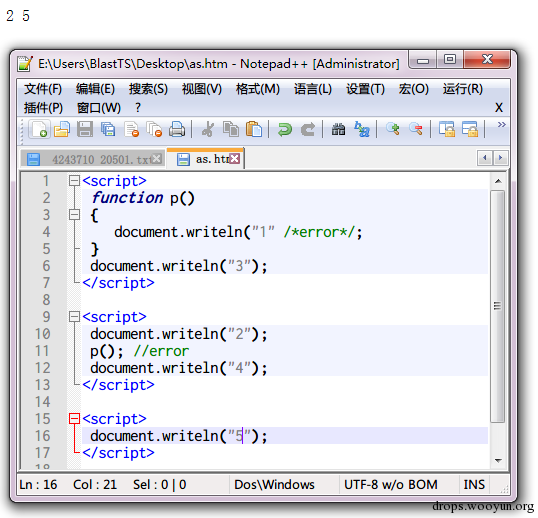 2 5
E:\Users\BlastTS\Desktop\as.htm - Notepad++ [Administrator]
文件(F) 编辑(E) 搜索(S) 视图(V) 格式(M) 语言(L) 设置(T) 宏(O) 运行(R)
插件(P) 窗口(W) ? X
4243710 20501.txt as.htm
1 <script>
2 function p()
3 {
4 document.writeln("1" /*error*/;
5 }
6 document.writeln("3");
7 </script>
8
9 <script>
10 document.writeln("2");
11 p(); //error
12 document.writeln("4");
13 </script>
14
15 <script>
16 document.writeln("5");
17 </script>
18
Ln : 16 Col : 21 Sel : 0 | 0 Dos\Windows UTF-8 w/o BOM INS
drops.wooyun.org